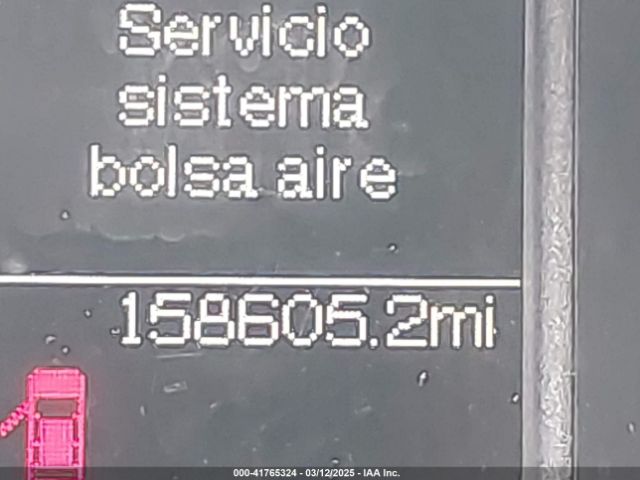 Servicio
sistema
bolsa aire
158605.2mi
000-41765324 - 03/12/2025 - IAA Inc.